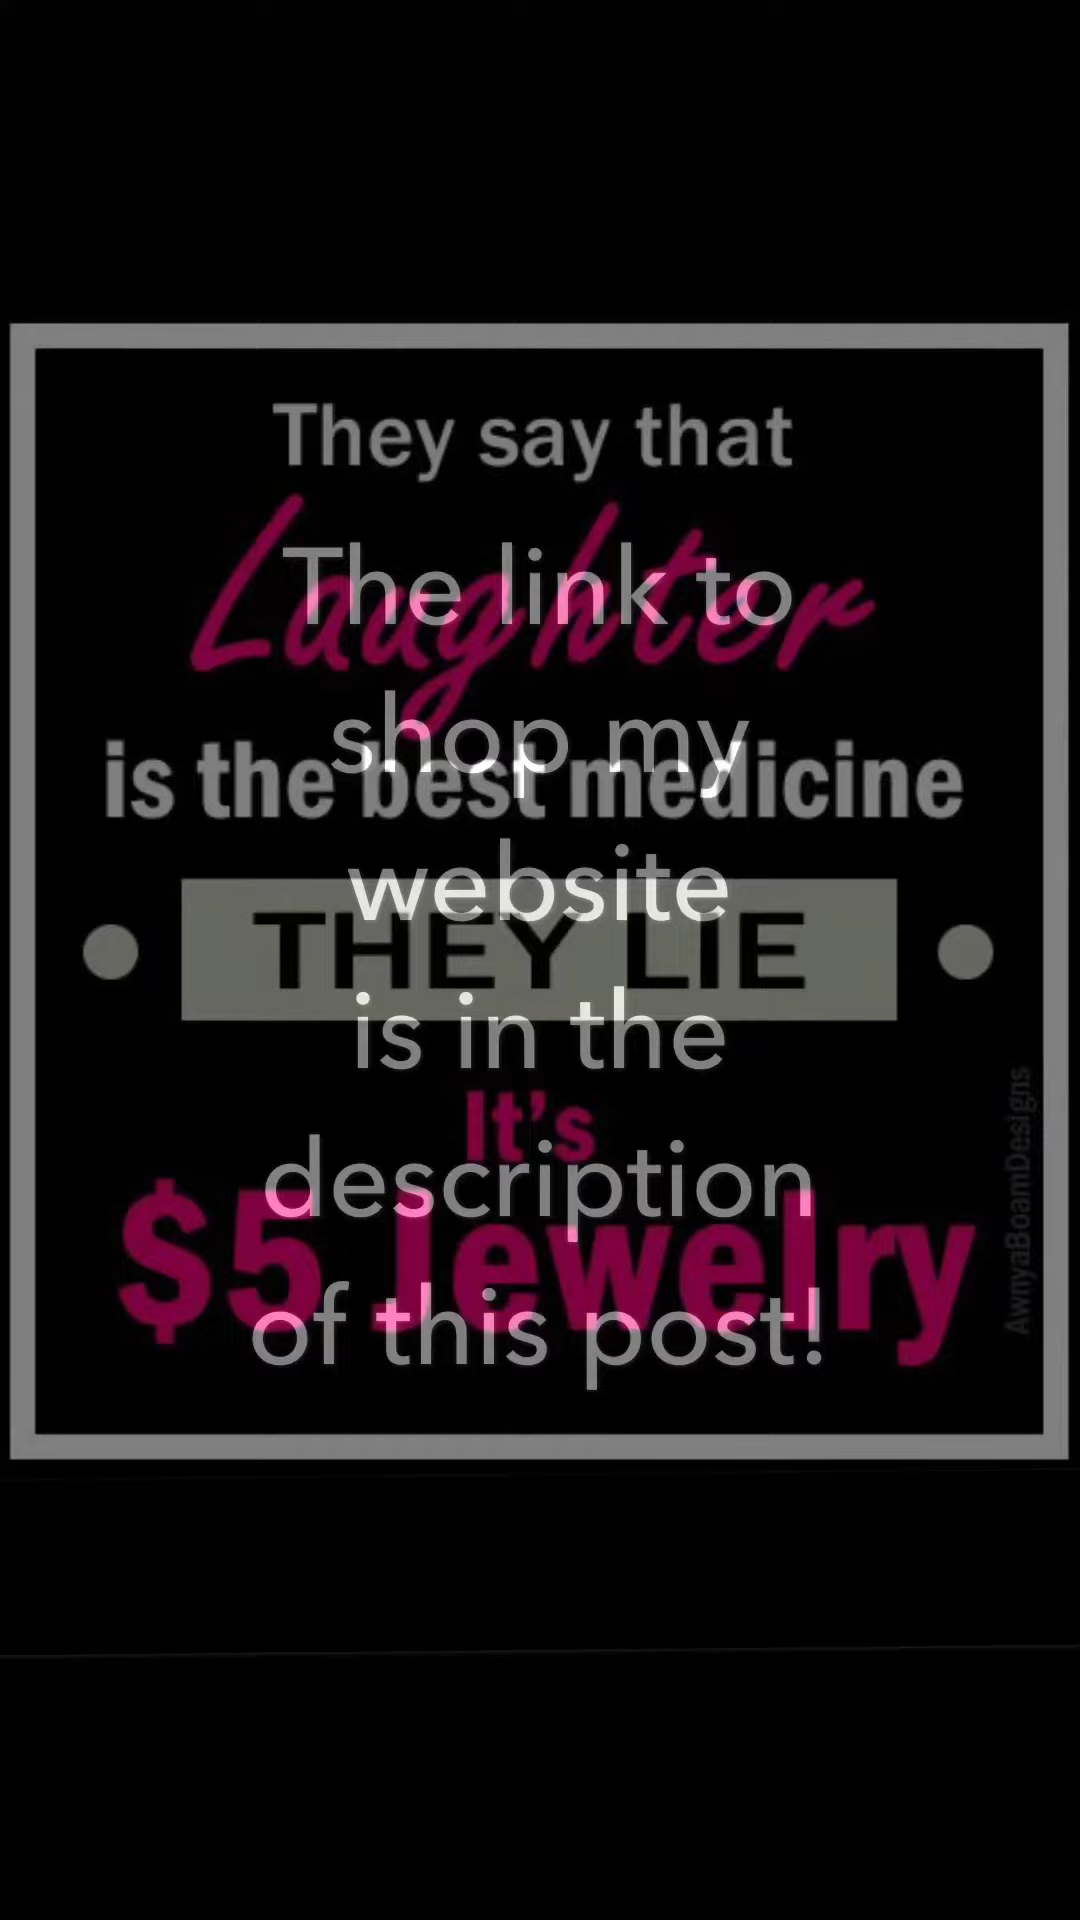 They say that
Laughter
is the best medicine
THEY LIE
It's
$5 Jewelry
AwnyaBoamDesigns
The link to
shop my
website
is in the
description
of this post!